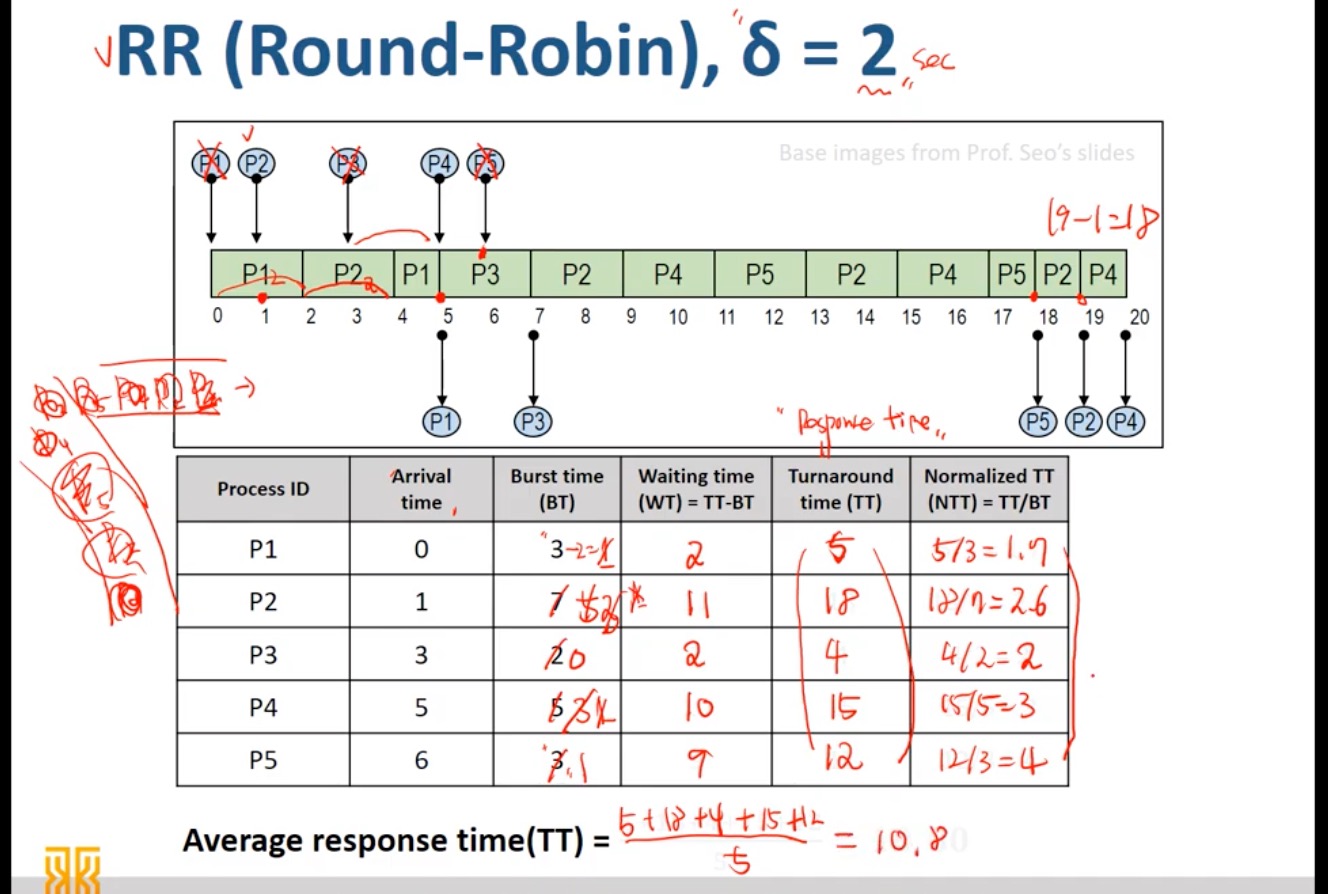 RR (Round-Robin), "δ = 2" sec
P1 P2 P3 P4 P5
Base images from Prof. Seo's slides
19-1=18
P1 P2 P1 P3 P2 P4 P5 P2 P4 P5 P2 P4
0 1 2 3 4 5 6 7 8 9 10 11 12 13 14 15 16 17 18 19 20
P1 P3 P5 P2 P4
"Response time"
Process ID Arrival time Burst time (BT) Waiting time (WT) = TT-BT Turnaround time (TT) Normalized TT (NTT) = TT/BT
P1 0 3-2=1 2 5 5/3=1.7
P2 1 7 5 11 18 18/7=2.6
P3 3 2 0 2 4 4/2=2
P4 5 5 3 1 10 15 15/5=3
P5 6 3 1 9 12 12/3=4
Average response time(TT) = 5+18+4+15+12 / 5 = 10.8